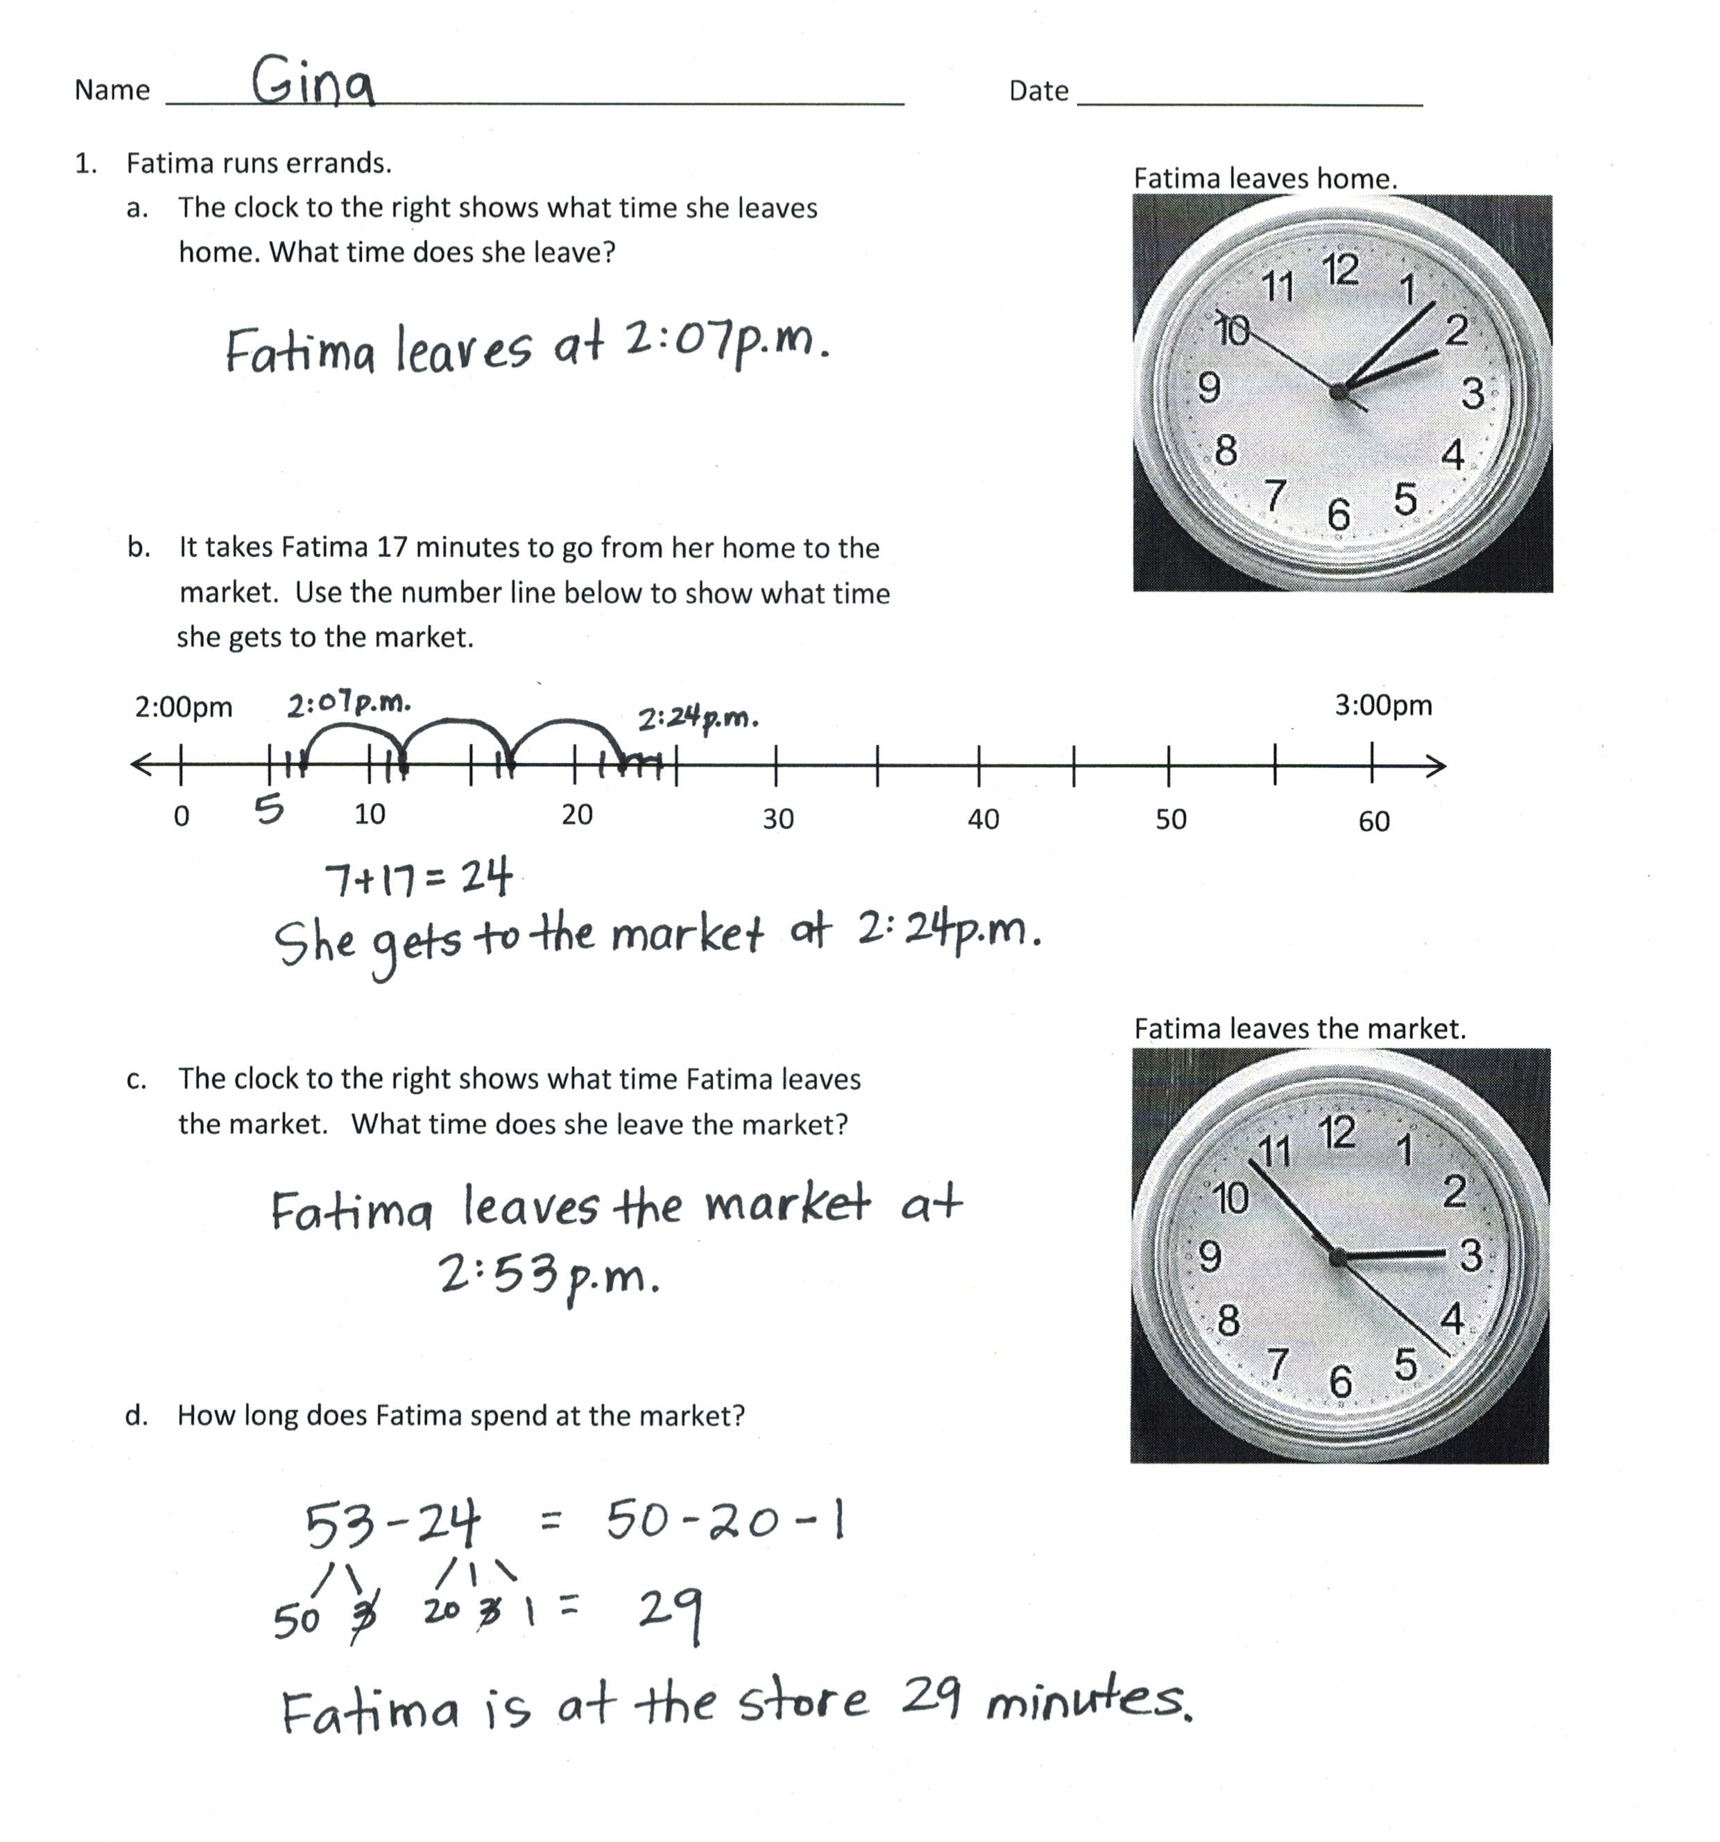 Name Gina Date
1. Fatima runs errands.
a. The clock to the right shows what time she leaves
home. What time does she leave?
Fatima leaves at 2:07p.m.
Fatima leaves home.
12
11 1
10 2
9 3
8 4
7 5
6
b. It takes Fatima 17 minutes to go from her home to the
market. Use the number line below to show what time
she gets to the market.
2:00pm 2:07p.m. 2:24p.m. 3:00pm
0 5 10 20 30 40 50 60
7+17=24
She gets to the market at 2:24p.m.
c. The clock to the right shows what time Fatima leaves
the market. What time does she leave the market?
Fatima leaves the market at
2:53p.m.
Fatima leaves the market.
12
11 1
10 2
9 3
8 4
7 5
6
d. How long does Fatima spend at the market?
53-24 = 50-20-1
50 3 20 3 1 = 29
Fatima is at the store 29 minutes.